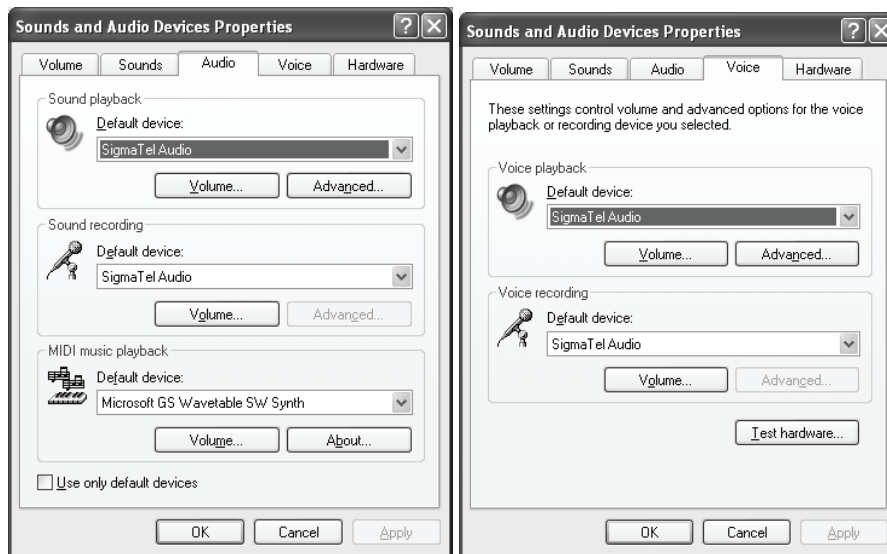 Sounds and Audio Devices Properties
Volume Sounds Audio Voice Hardware
Sound playback
Default device:
SigmaTel Audio
Volume... Advanced...
Sound recording
Default device:
SigmaTel Audio
Volume... Advanced...
MIDI music playback
Default device:
Microsoft GS Wavetable SW Synth
Volume... About...
Use only default devices
OK Cancel Apply
Sounds and Audio Devices Properties
Volume Sounds Audio Voice Hardware
These settings control volume and advanced options for the voice
playback or recording device you selected.
Voice playback
Default device:
SigmaTel Audio
Volume... Advanced...
Voice recording
Default device:
SigmaTel Audio
Volume... Advanced...
Test hardware...
OK Cancel Apply